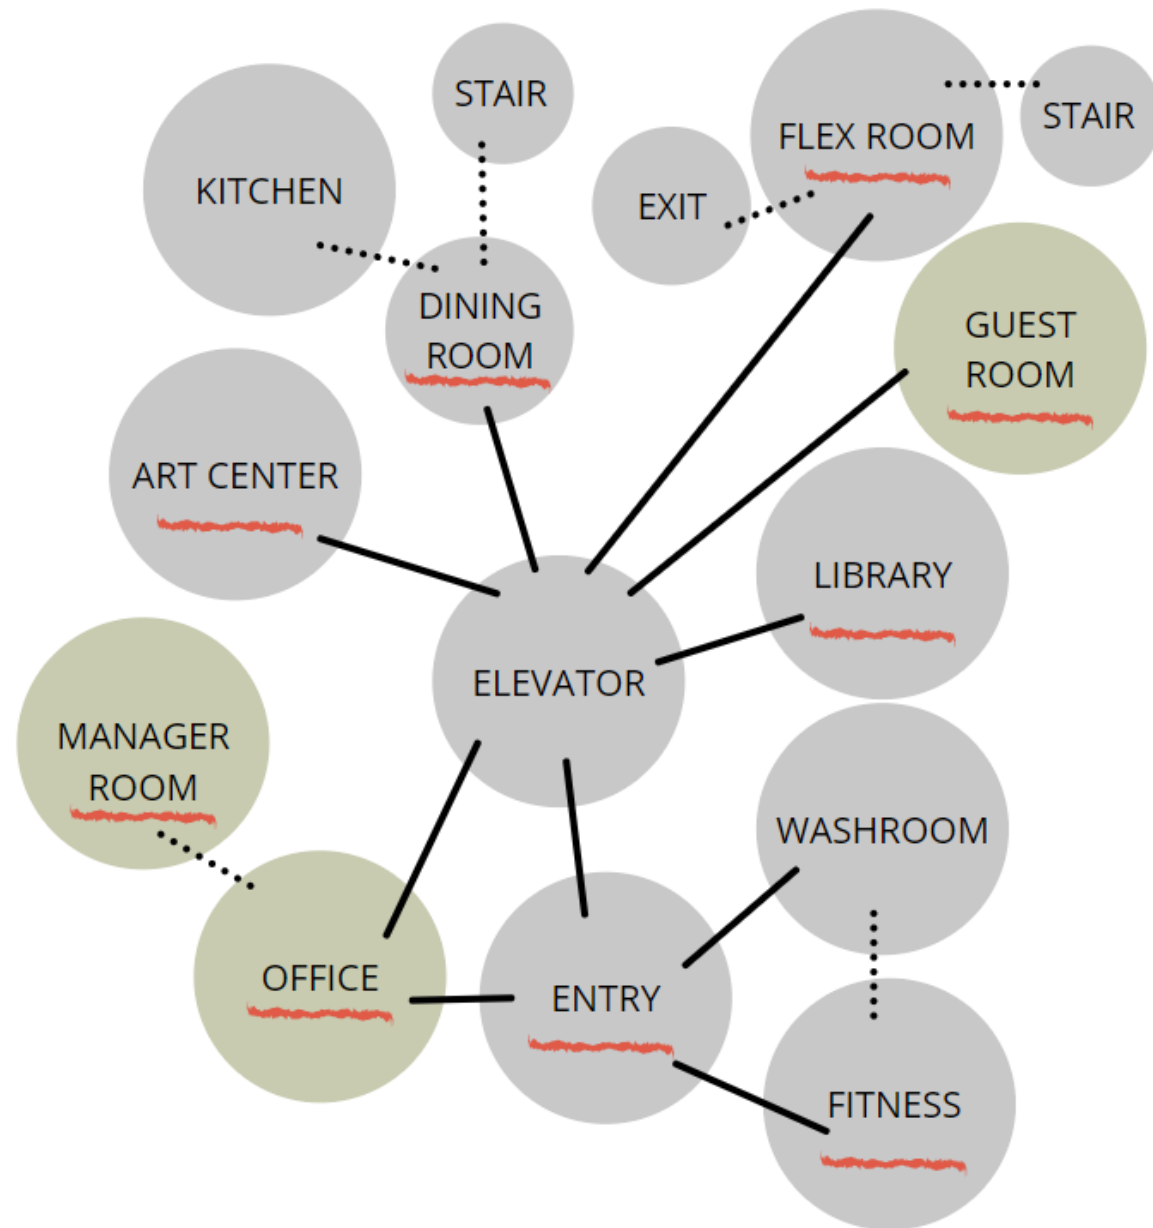 STAIR
STAIR
FLEX ROOM
KITCHEN
EXIT
DINING
ROOM
GUEST
ROOM
ART CENTER
LIBRARY
ELEVATOR
MANAGER
ROOM
WASHROOM
OFFICE
ENTRY
FITNESS